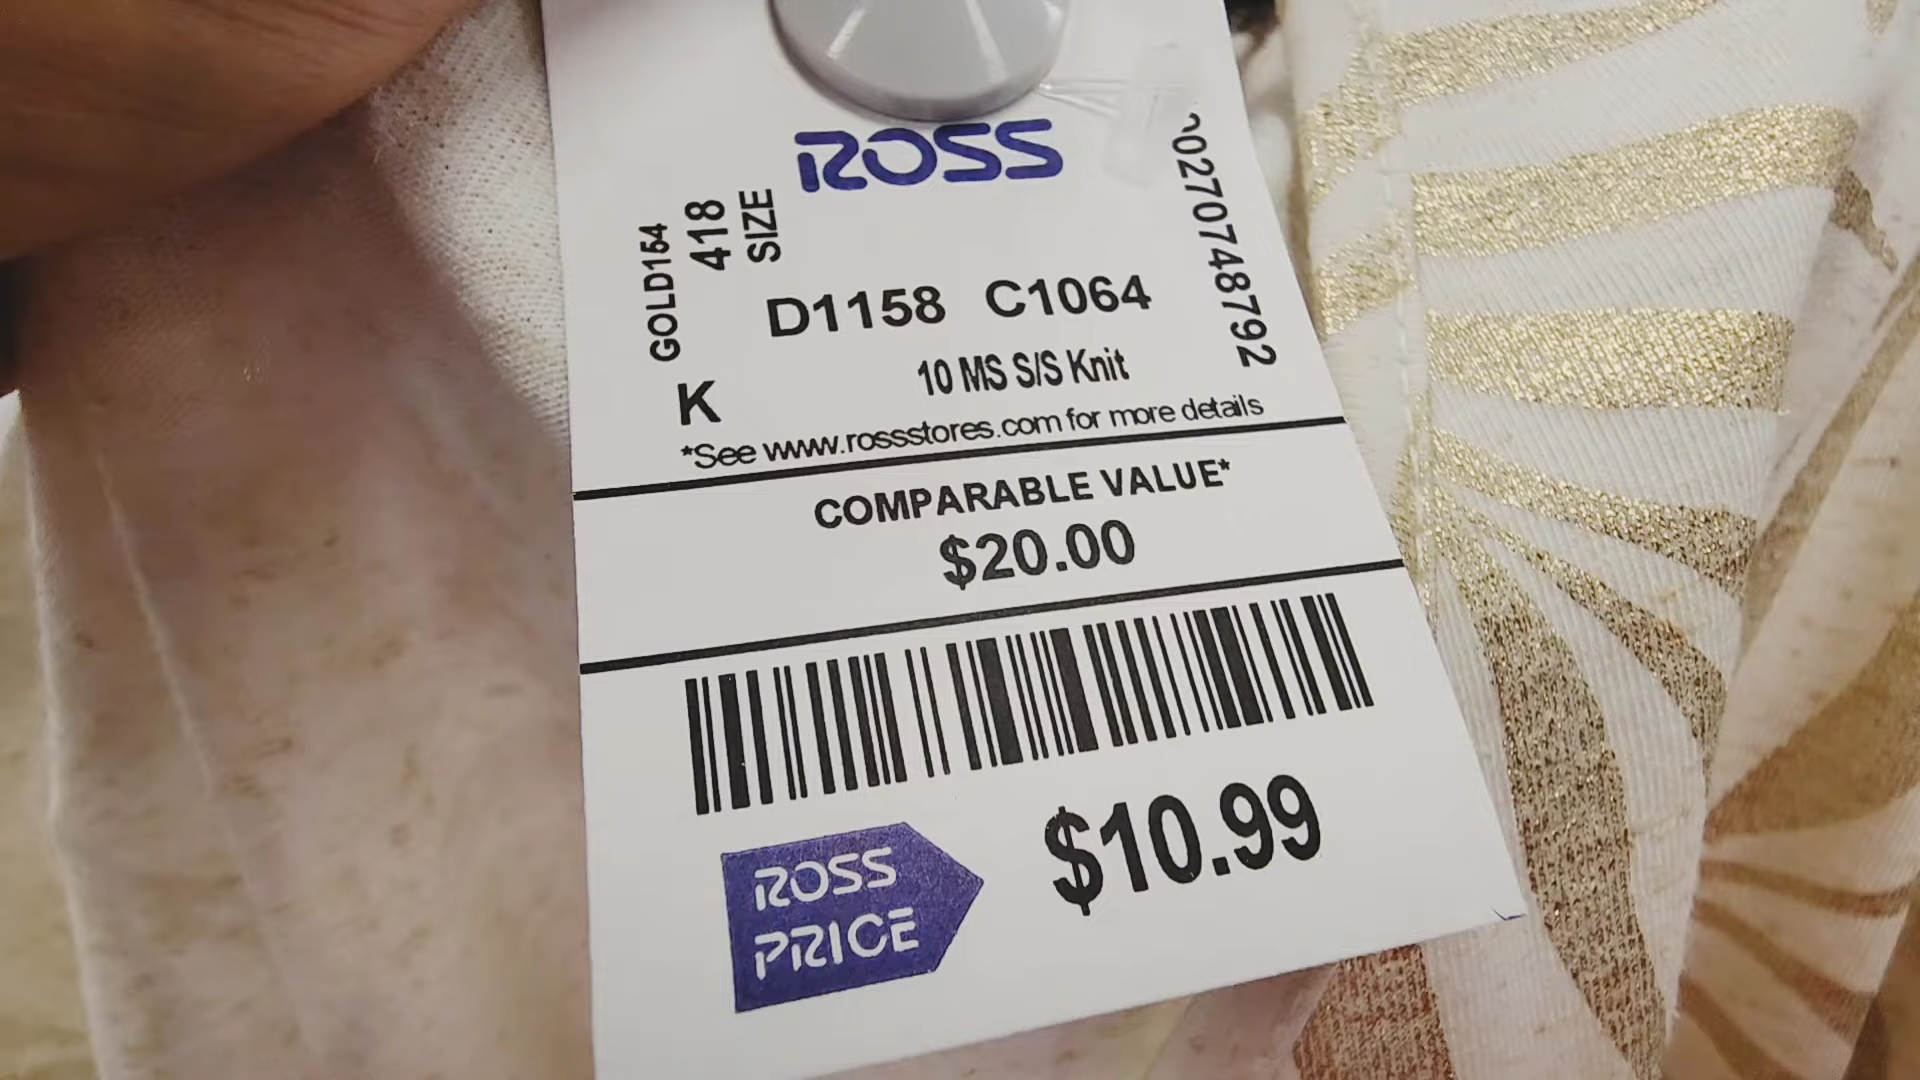 ROSS
GOLD154
418
SIZE
00270748792
D1158 C1064
10 MS S/S Knit
K
*See www.rossstores.com for more details
COMPARABLE VALUE*
$20.00
ROSS
PRICE
$10.99